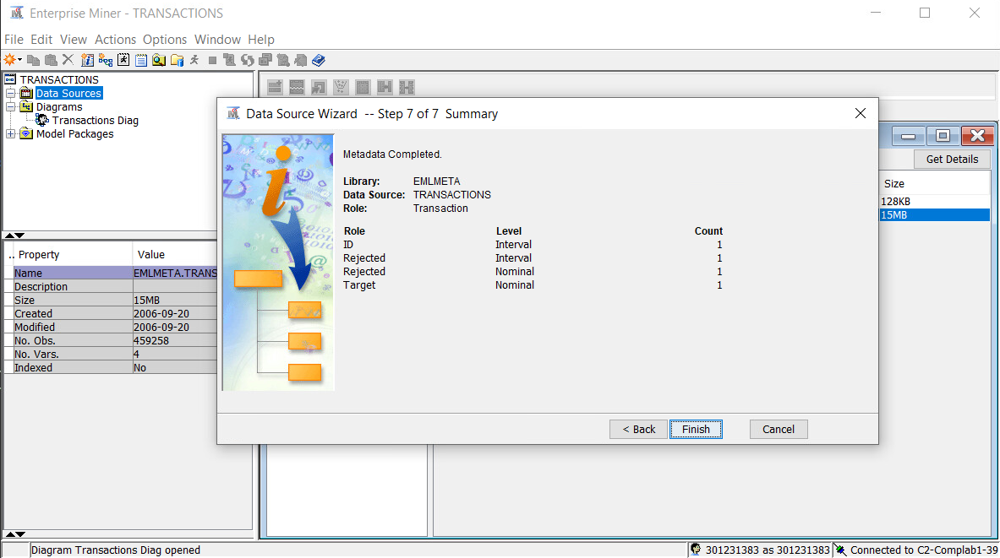 Enterprise Miner - TRANSACTIONS
File Edit View Actions Options Window Help
TRANSACTIONS
Data Sources
Diagrams
Transactions Diag
Model Packages
Data Source Wizard -- Step 7 of 7 Summary
Get Details
Size
128KB
15MB
Metadata Completed.
Library: EMLMETA
Data Source: TRANSACTIONS
Role: Transaction
Role Level Count
ID Interval 1
Rejected Interval 1
Rejected Nominal 1
Target Nominal 1
< Back Finish Cancel
.. Property Value
Name EMLMETA.TRANS
Description
Size 15MB
Created 2006-09-20
Modified 2006-09-20
No. Obs. 459258
No. Vars. 4
Indexed No
Diagram Transactions Diag opened
301231383 as 301231383
Connected to C2-Complab1-39